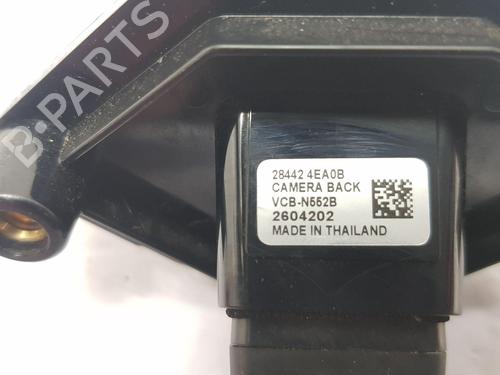 B-PARTS
28442 4EA0B
CAMERA BACK
VCB-N552B
2604202
MADE IN THAILAND